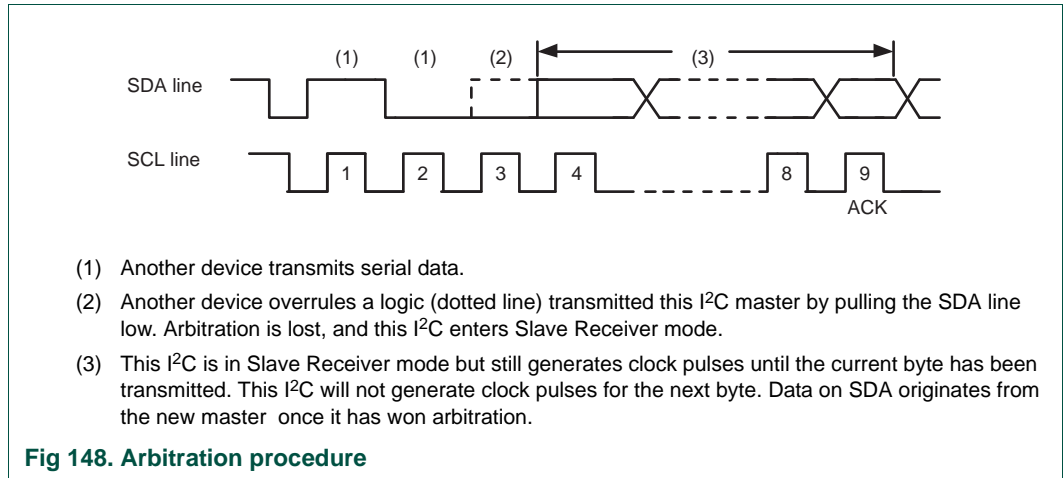 (1) (1) (2) (3)
SDA line
SCL line
1 2 3 4 8 9
ACK
(1) Another device transmits serial data.
(2) Another device overrules a logic (dotted line) transmitted this I2C master by pulling the SDA line
low. Arbitration is lost, and this I2C enters Slave Receiver mode.
(3) This I2C is in Slave Receiver mode but still generates clock pulses until the current byte has been
transmitted. This I2C will not generate clock pulses for the next byte. Data on SDA originates from
the new master once it has won arbitration.
Fig 148. Arbitration procedure